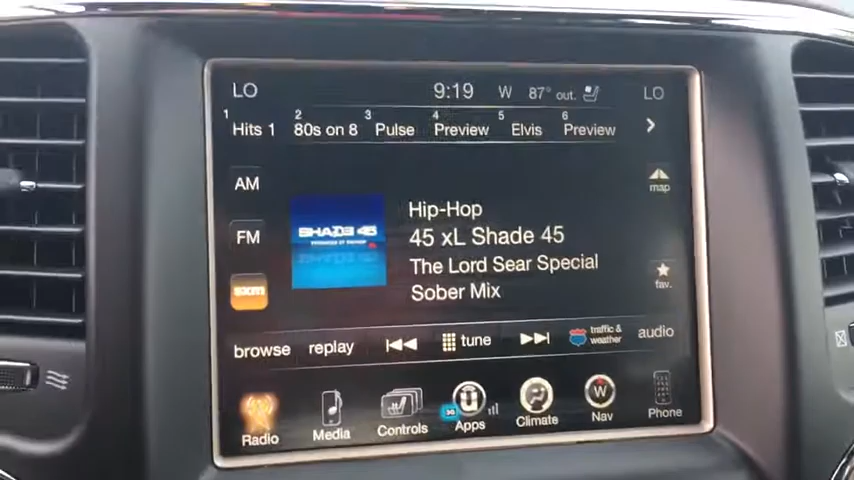 LO 9:19 W 87° out. LO
1 Hits 1 2 80s on 8 3 Pulse 4 Preview 5 Elvis 6 Preview
AM
map
FM
SHADE 45
Hip-Hop
45 xL Shade 45
The Lord Sear Special
Sober Mix
sxm
fav.
browse replay tune traffic & weather audio
Radio Media Controls Apps Climate W Nav Phone